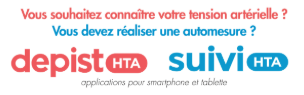 Vous souhaitez connaître votre tension artérielle ?
Vous devez réaliser une automesure ?
depist HTA suivi HTA
applications pour smartphone et tablette